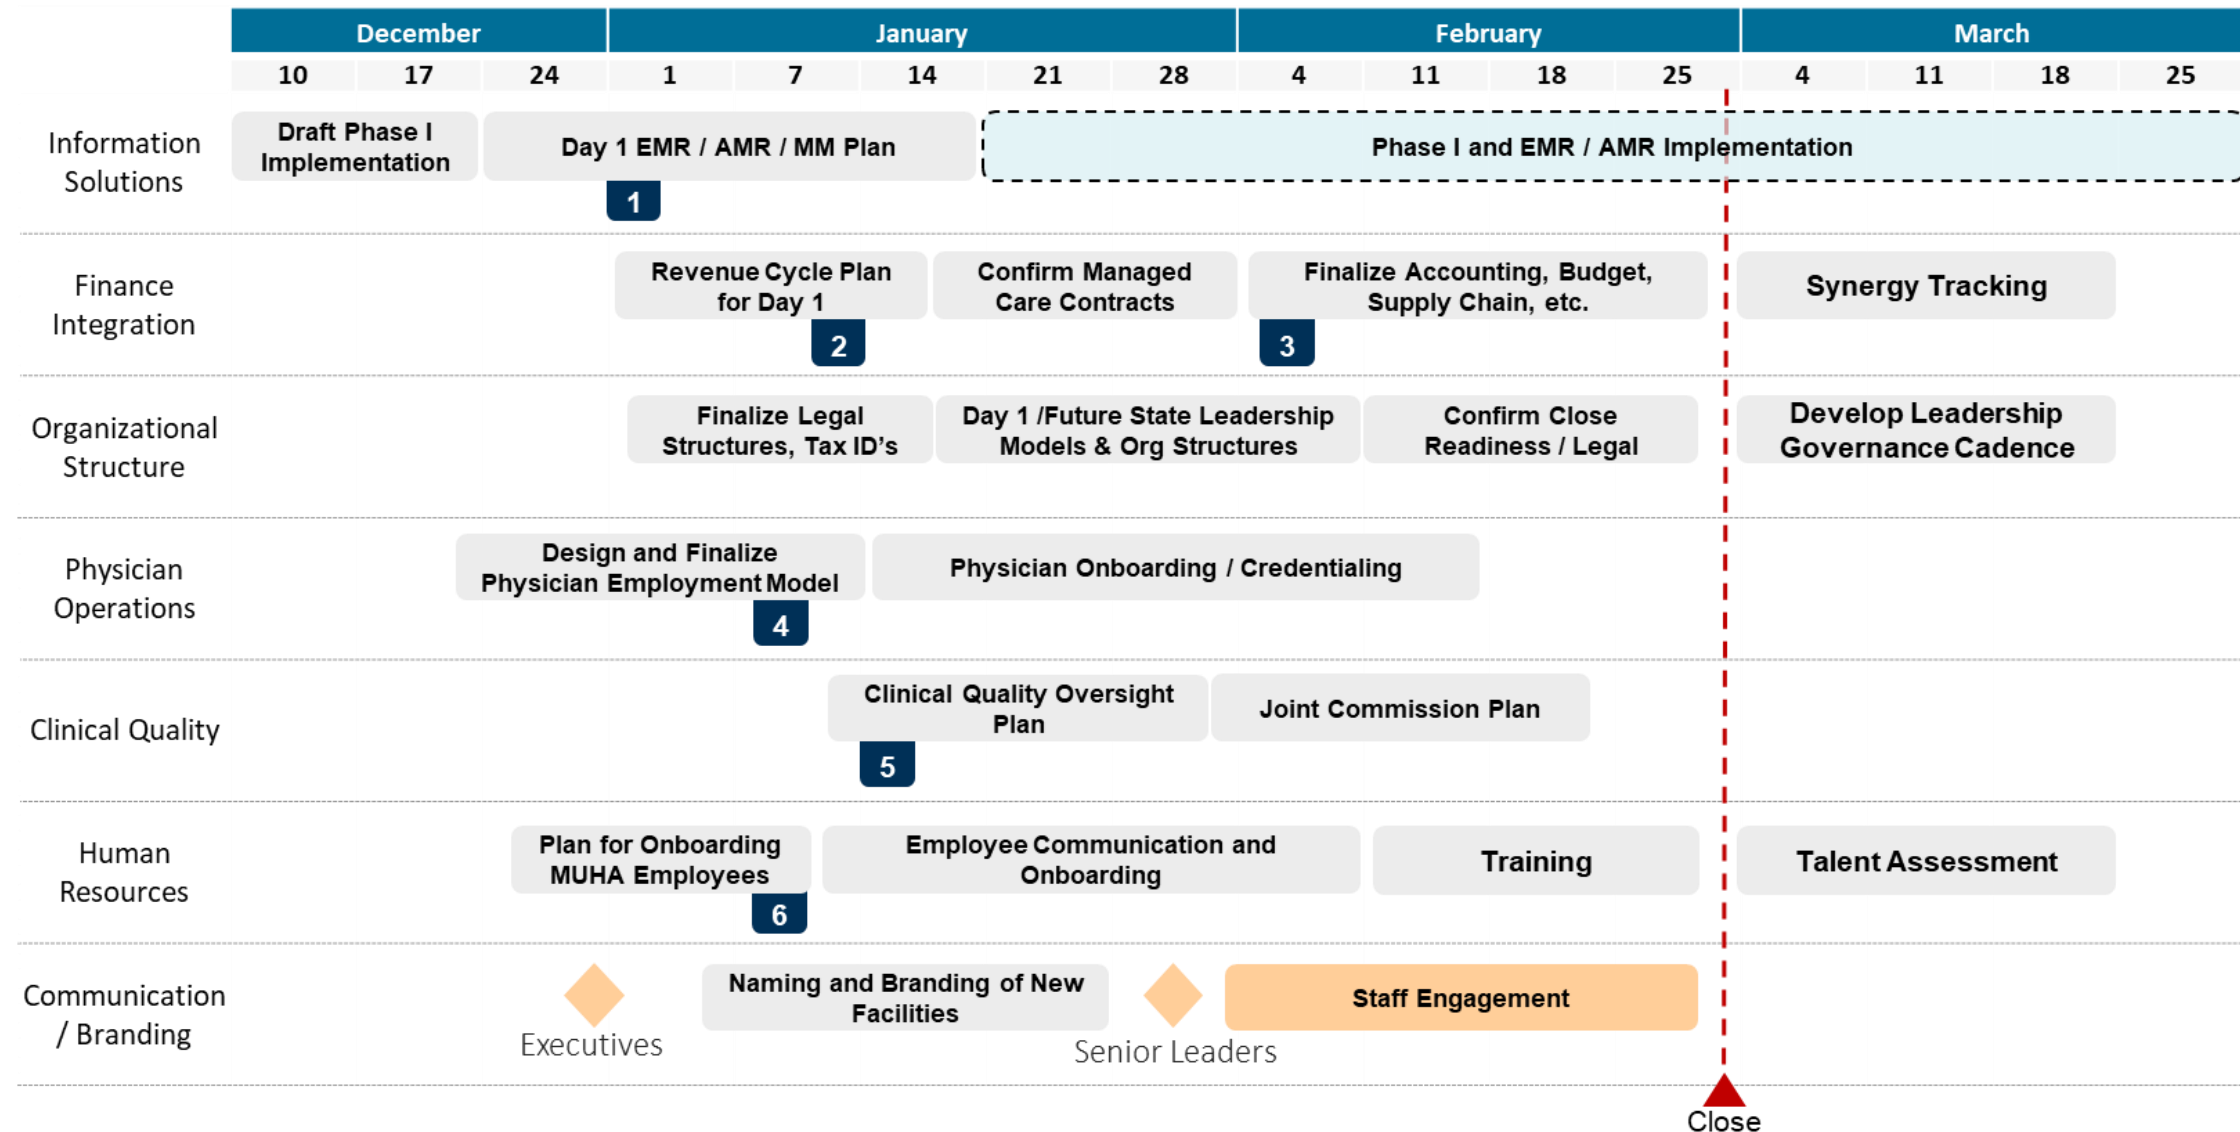 December January February March
10 17 24 1 7 14 21 28 4 11 18 25 4 11 18 25
Information
Solutions
Draft Phase I
Implementation
Day 1 EMR / AMR / MM Plan
Phase I and EMR / AMR Implementation
1
Finance
Integration
Revenue Cycle Plan
for Day 1
Confirm Managed
Care Contracts
Finalize Accounting, Budget,
Supply Chain, etc.
Synergy Tracking
2
3
Organizational
Structure
Finalize Legal
Structures, Tax ID’s
Day 1 /Future State Leadership
Models & Org Structures
Confirm Close
Readiness / Legal
Develop Leadership
Governance Cadence
Physician
Operations
Design and Finalize
Physician Employment Model
Physician Onboarding / Credentialing
4
Clinical Quality
Clinical Quality Oversight
Plan
Joint Commission Plan
5
Human
Resources
Plan for Onboarding
MUHA Employees
Employee Communication and
Onboarding
Training
Talent Assessment
6
Communication
/ Branding
Executives
Naming and Branding of New
Facilities
Senior Leaders
Staff Engagement
Close